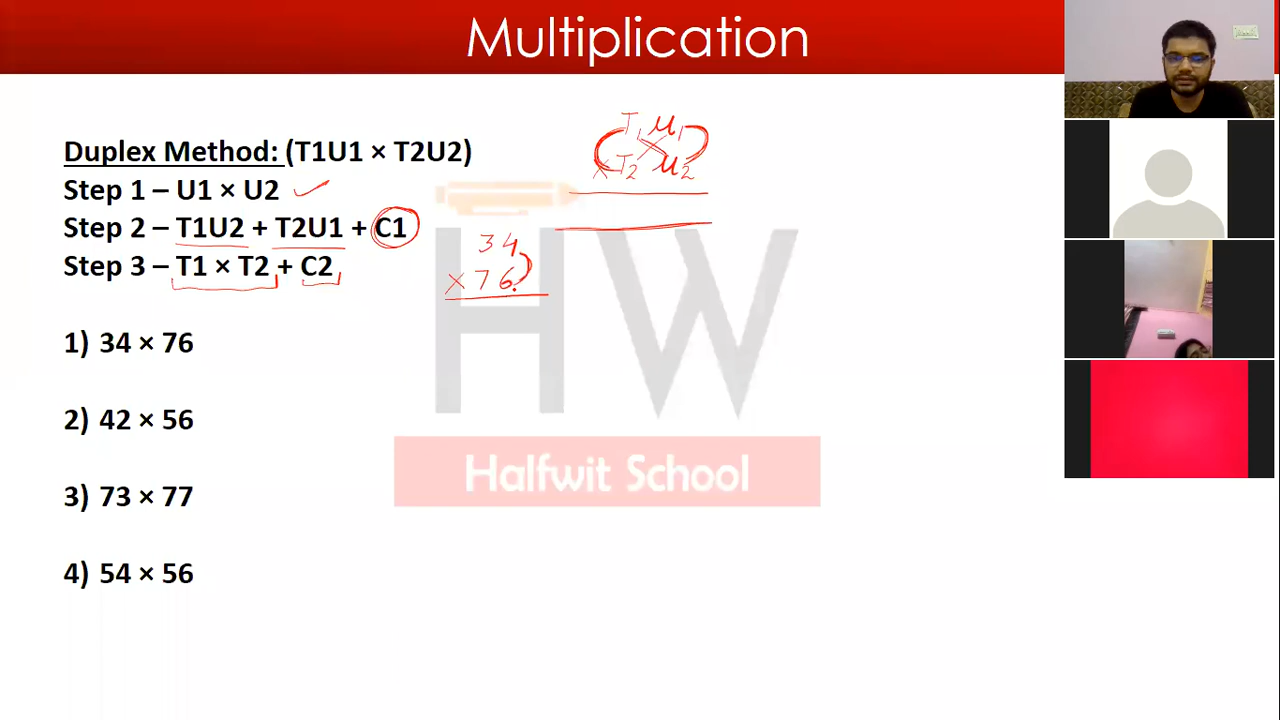 Multiplication
Duplex Method: (T1U1 × T2U2)
Step 1 – U1 × U2
Step 2 – T1U2 + T2U1 + C1
Step 3 – T1 × T2 + C2
T1 U1
× T2 U2
34
× 76
1) 34 × 76
2) 42 × 56
3) 73 × 77
4) 54 × 56
HW
Halfwit School